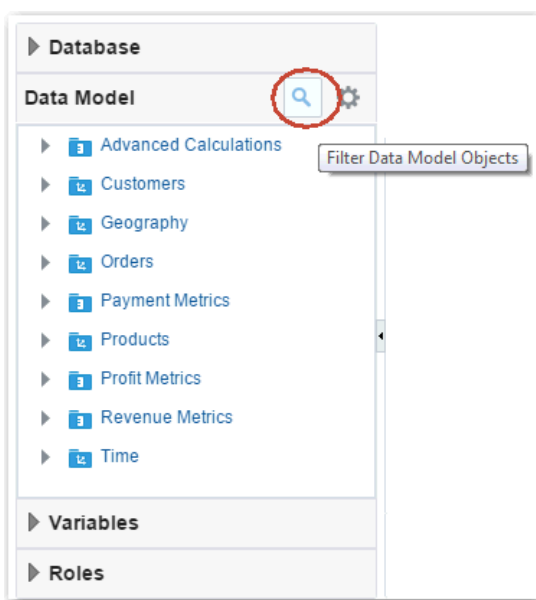 Database
Data Model
Advanced Calculations
Filter Data Model Objects
Customers
Geography
Orders
Payment Metrics
Products
Profit Metrics
Revenue Metrics
Time
Variables
Roles